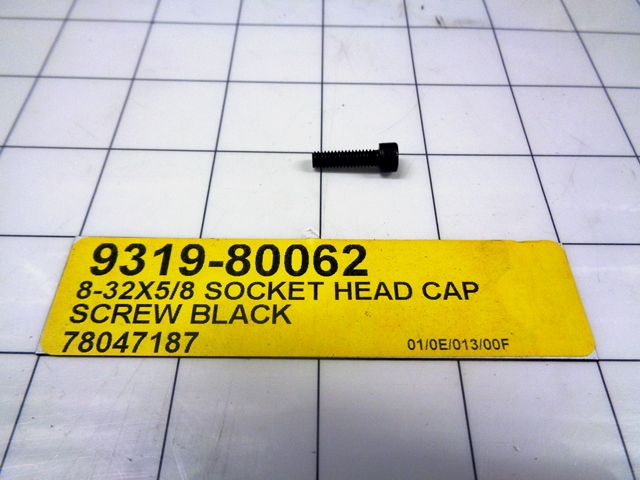 9319-80062
8-32X5/8 SOCKET HEAD CAP
SCREW BLACK
78047187 01/0E/013/00F